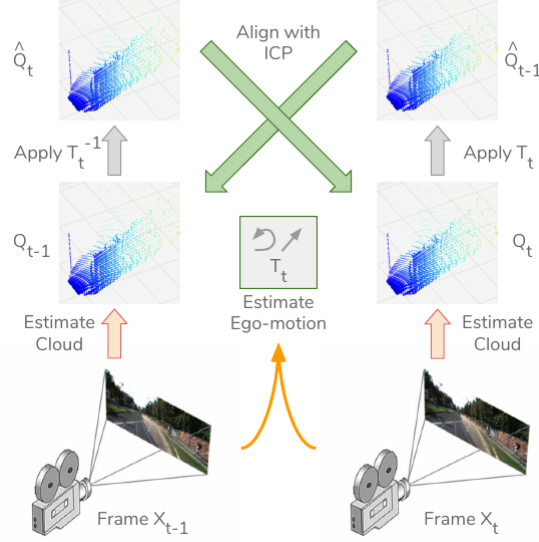 Q̂t
Align with
ICP
Q̂t-1
Apply Tt-1
Apply Tt
Qt-1
Tt
Qt
Estimate
Cloud
Estimate
Ego-motion
Estimate
Cloud
Frame Xt-1
Frame Xt